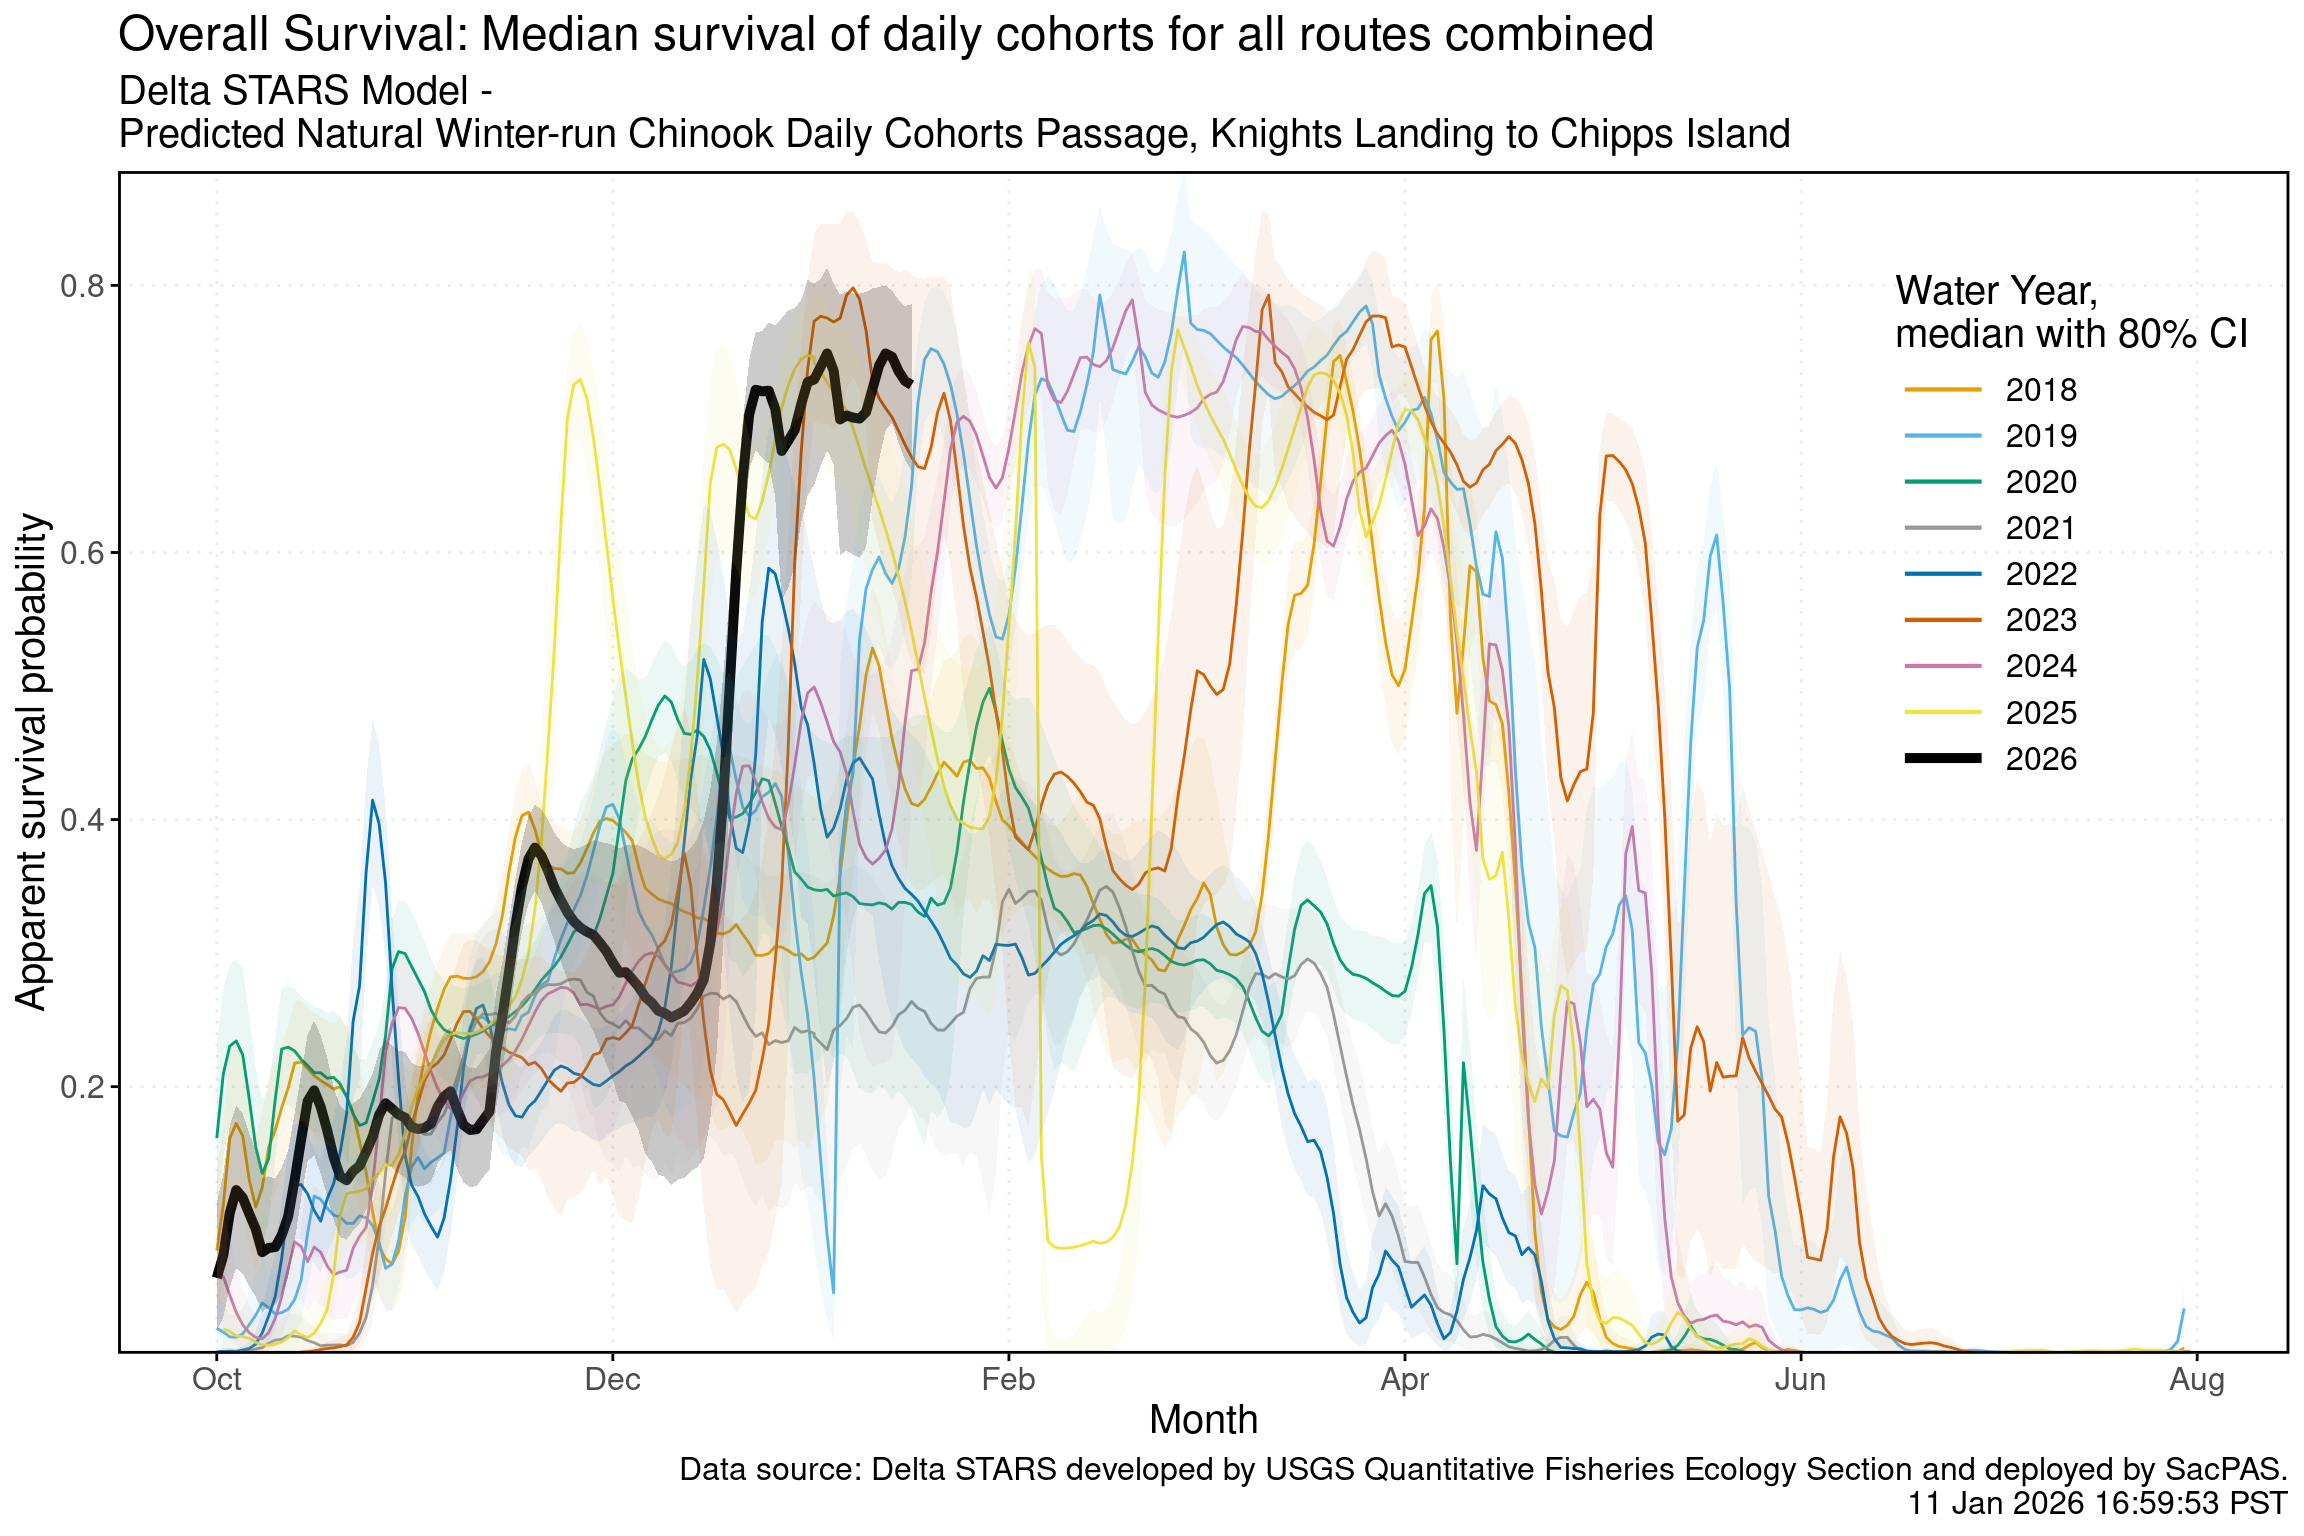 Overall Survival: Median survival of daily cohorts for all routes combined
Delta STARS Model -
Predicted Natural Winter-run Chinook Daily Cohorts Passage, Knights Landing to Chipps Island
Apparent survival probability
0.8
0.6
0.4
0.2
Water Year,
median with 80% CI
2018
2019
2020
2021
2022
2023
2024
2025
2026
Oct Dec Feb Apr Jun Aug
Month
Data source: Delta STARS developed by USGS Quantitative Fisheries Ecology Section and deployed by SacPAS.
11 Jan 2026 16:59:53 PST